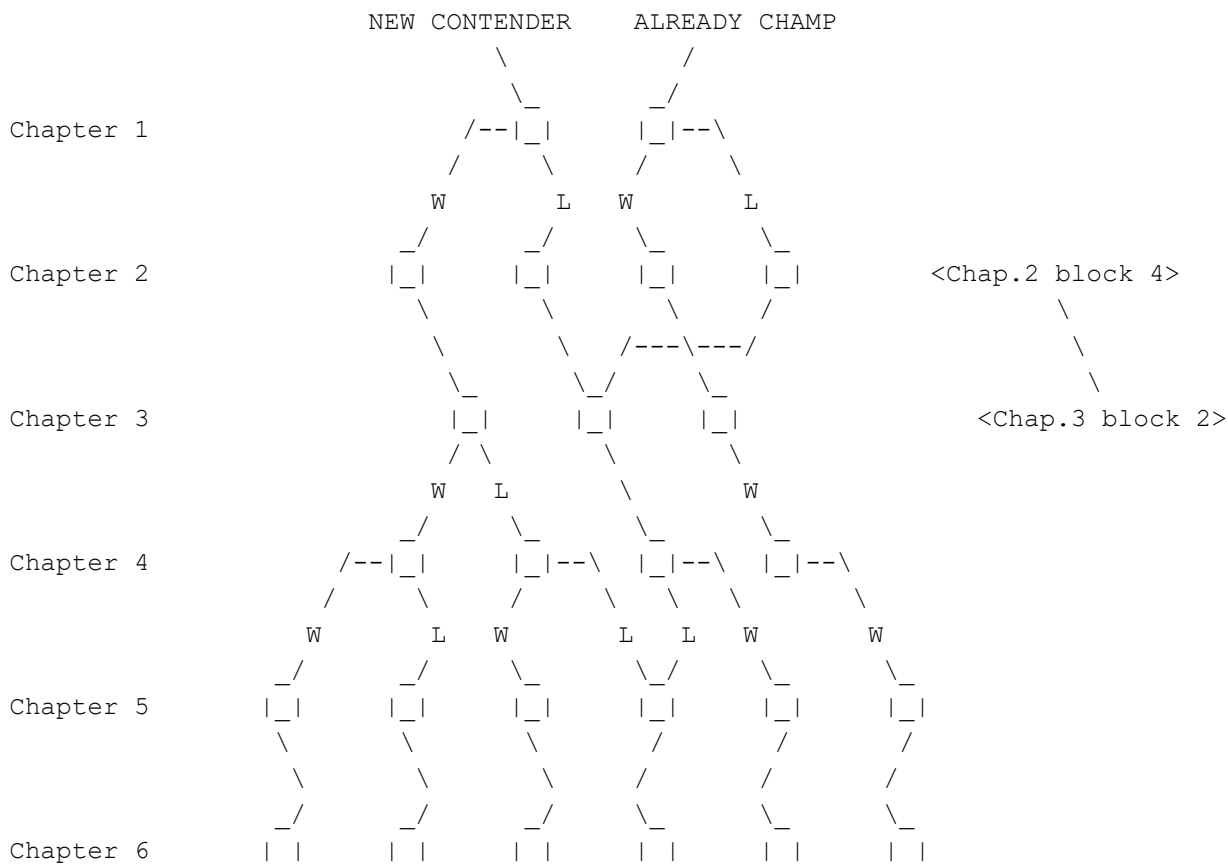 NEW CONTENDER ALREADY CHAMP
Chapter 1
W L W L
Chapter 2 <Chap.2 block 4>
Chapter 3 <Chap.3 block 2>
W L W
Chapter 4
W L W L L W W
Chapter 5
Chapter 6